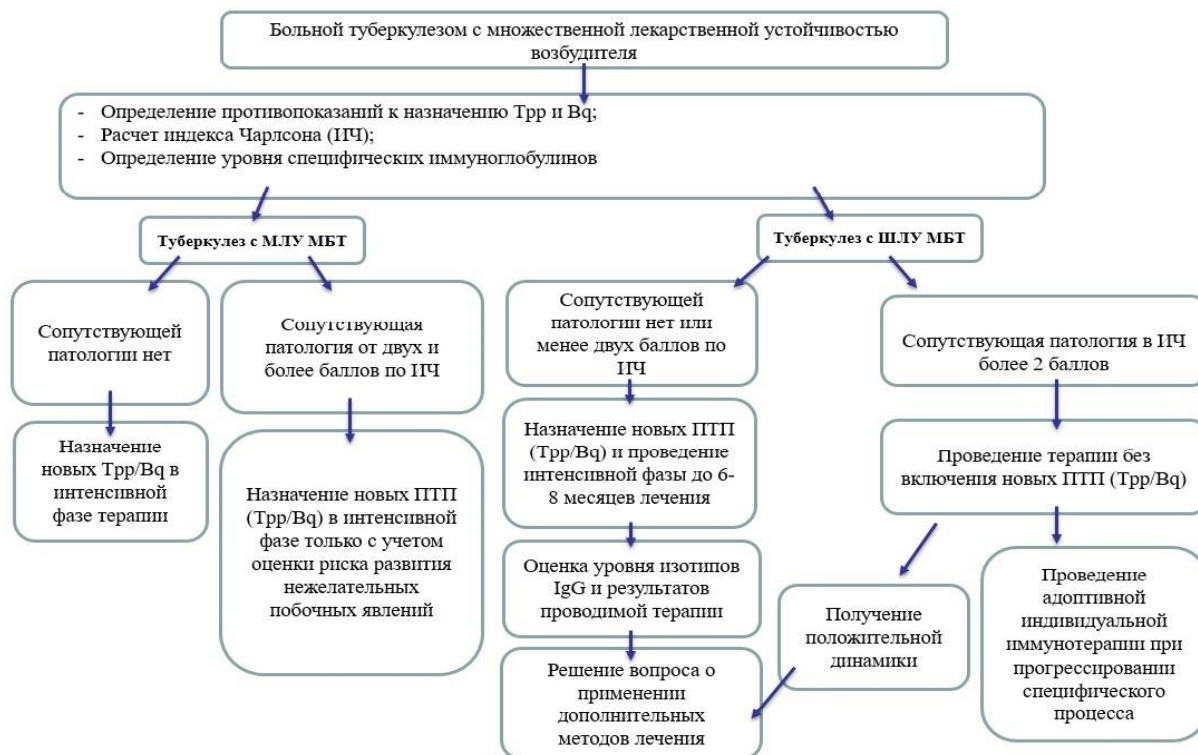 Больной туберкулезом с множественной лекарственной устойчивостью
возбудителя
- Определение противопоказаний к назначению Трр и Bq;
- Расчет индекса Чарлсона (ИЧ);
- Определение уровня специфических иммуноглобулинов
Туберкулез с МЛУ МБТ
Туберкулез с ШЛУ МБТ
Сопутствующей
патологии нет
Сопутствующая
патология от двух и
более баллов по ИЧ
Сопутствующей
патологии нет или
менее двух баллов по
ИЧ
Сопутствующая патология в ИЧ
более 2 баллов
Назначение
новых Трр/Bq в
интенсивной
фазе терапии
Назначение новых ПТП
(Трр/Bq) в интенсивной
фазе только с учетом
оценки риска развития
нежелательных
побочных явлений
Назначение новых ПТП
(Трр/Bq) и проведение
интенсивной фазы до 6-
8 месяцев лечения
Проведение терапии без
включения новых ПТП (Трр/Bq)
Оценка уровня изотипов
IgG и результатов
проводимой терапии
Получение
положительной
динамики
Проведение
адоптивной
индивидуальной
иммунотерапии при
прогрессировании
специфического
процесса
Решение вопроса о
применении
дополнительных
методов лечения